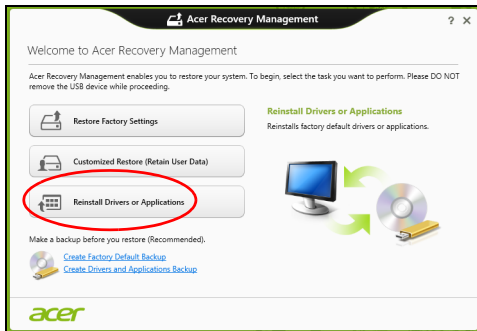 Acer Recovery Management
? ×
Welcome to Acer Recovery Management
Acer Recovery Management enables you to restore your system. To begin, select the task you want to perform. Please DO NOT
remove the USB device while proceeding.
Restore Factory Settings
Customized Restore (Retain User Data)
Reinstall Drivers or Applications
Reinstall Drivers or Applications
Reinstalls factory default drivers or applications.
Make a backup before you restore (Recommended).
Create Factory Default Backup
Create Drivers and Applications Backup
acer